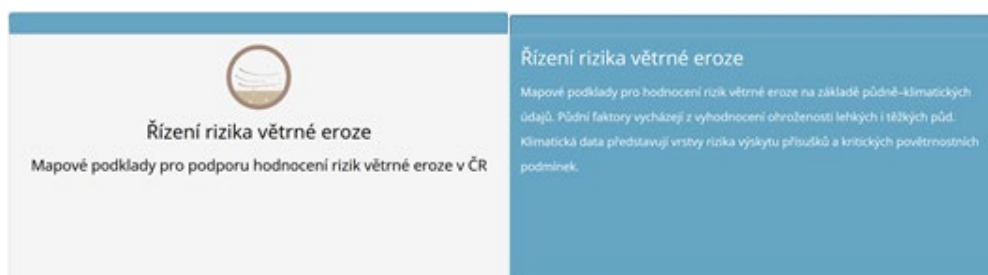 Řízení rizika větrné eroze
Mapové podklady pro podporu hodnocení rizik větrné eroze v ČR
Řízení rizika větrné eroze
Mapové podklady pro hodnocení rizik větrné eroze na základě půdně–klimatických
údajů. Půdní faktory vycházejí z vyhodnocení ohroženosti lehkých i těžkých půd.
Klimatická data představují vrstvy rizika výskytu přísušků a kritických povětrnostních
podmínek.